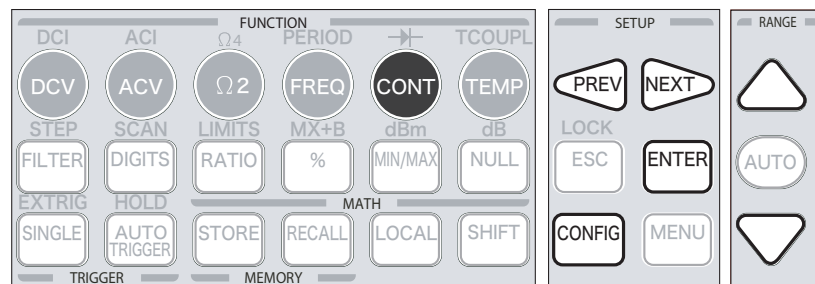 FUNCTION SETUP RANGE
DCI ACI Ω4 PERIOD TCOUPL
DCV ACV Ω2 FREQ CONT TEMP PREV NEXT
STEP SCAN LIMITS MX+B dBm dB LOCK
FILTER DIGITS RATIO % MIN/MAX NULL ESC ENTER AUTO
EXTRIG HOLD MATH
SINGLE AUTO TRIGGER STORE RECALL LOCAL SHIFT CONFIG MENU
TRIGGER MEMORY